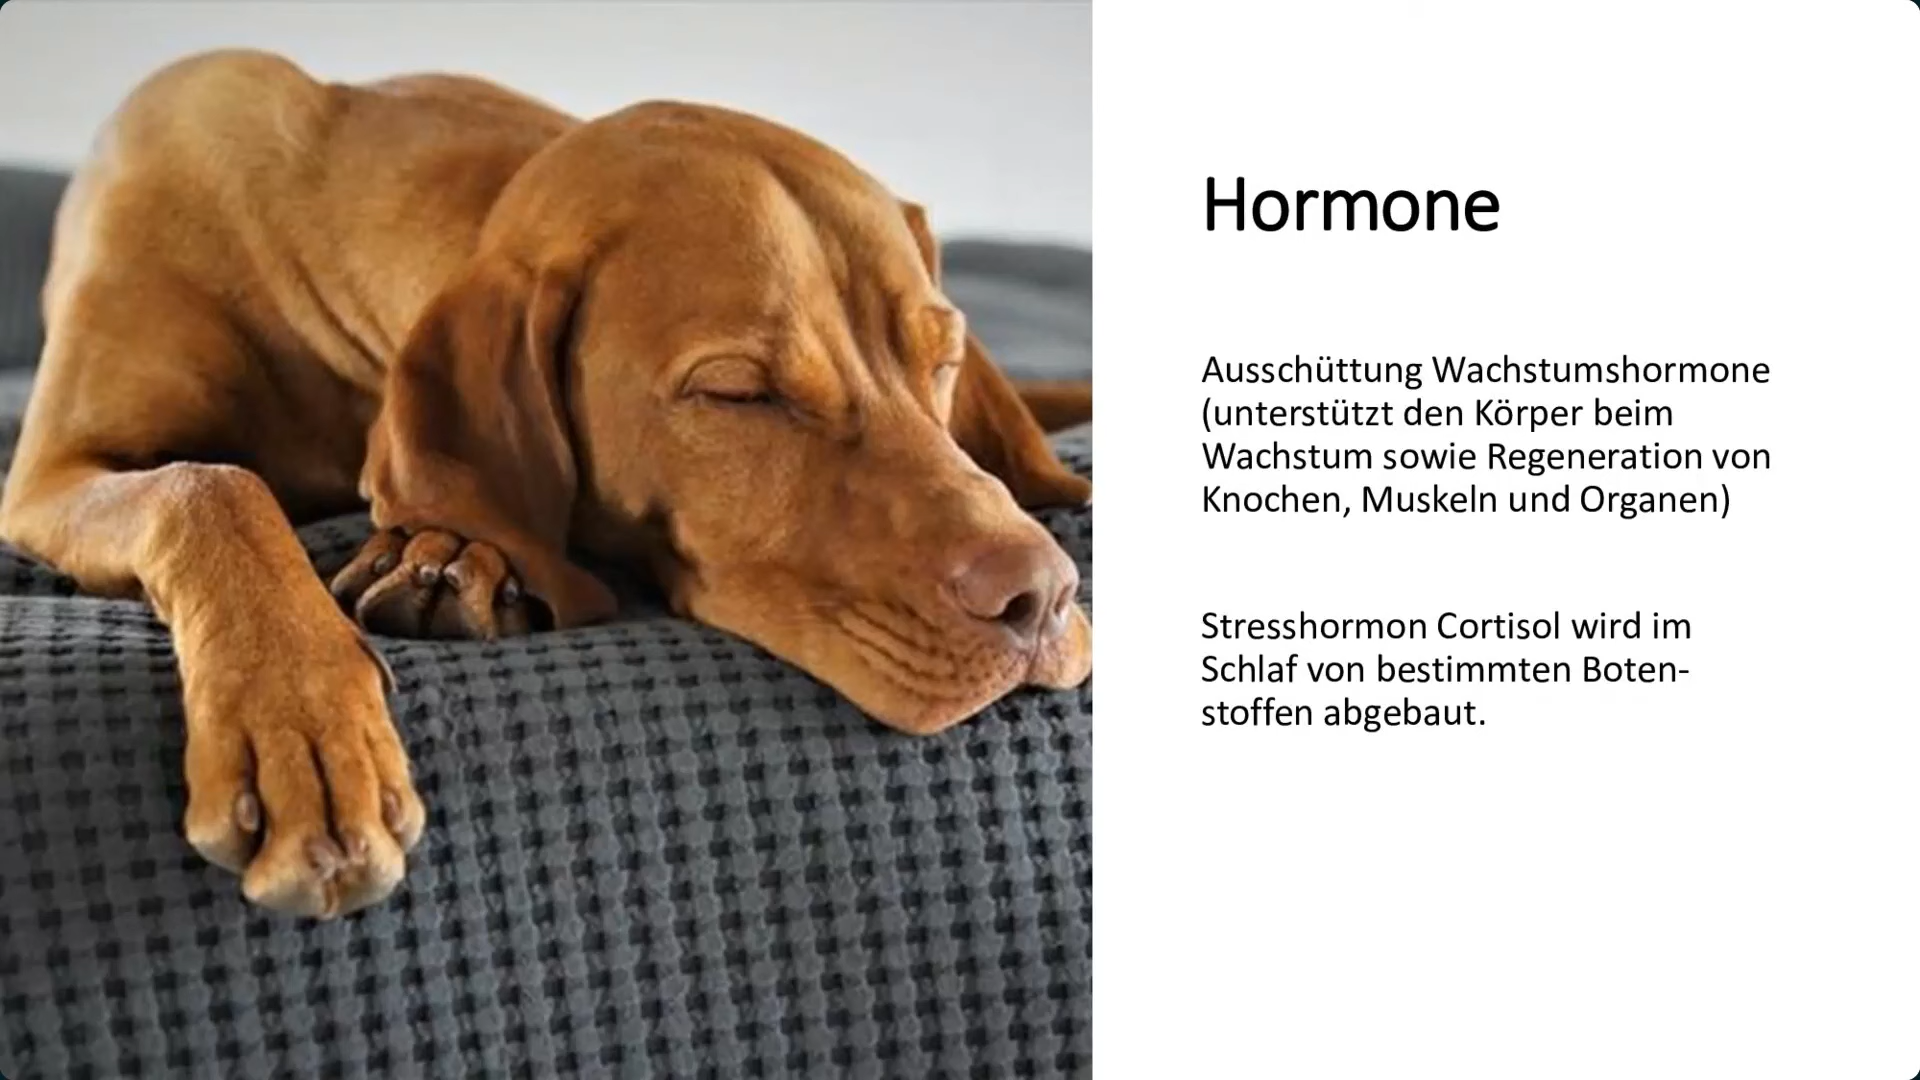 Hormone
Ausschüttung Wachstumshormone
(unterstützt den Körper beim
Wachstum sowie Regeneration von
Knochen, Muskeln und Organen)
Stresshormon Cortisol wird im
Schlaf von bestimmten Boten-
stoffen abgebaut.